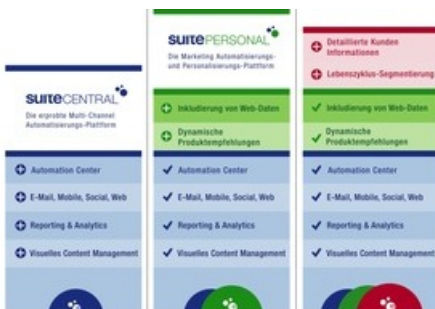 suiteCENTRAL
Die erprobte Multi-Channel
Automatisierungs-Plattform
Automation Center
E-Mail, Mobile, Social, Web
Reporting & Analytics
Visuelles Content Management
suitePERSONAL
Die Marketing Automatisierungs-
und Personalisierungs-Plattform
Inkludierung von Web-Daten
Dynamische
Produktempfehlungen
Automation Center
E-Mail, Mobile, Social, Web
Reporting & Analytics
Visuelles Content Management
Detaillierte Kunden
Informationen
Lebenszyklus-Segmentierung
Inkludierung von Web-Daten
Dynamische
Produktempfehlungen
Automation Center
E-Mail, Mobile, Social, Web
Reporting & Analytics
Visuelles Content Management